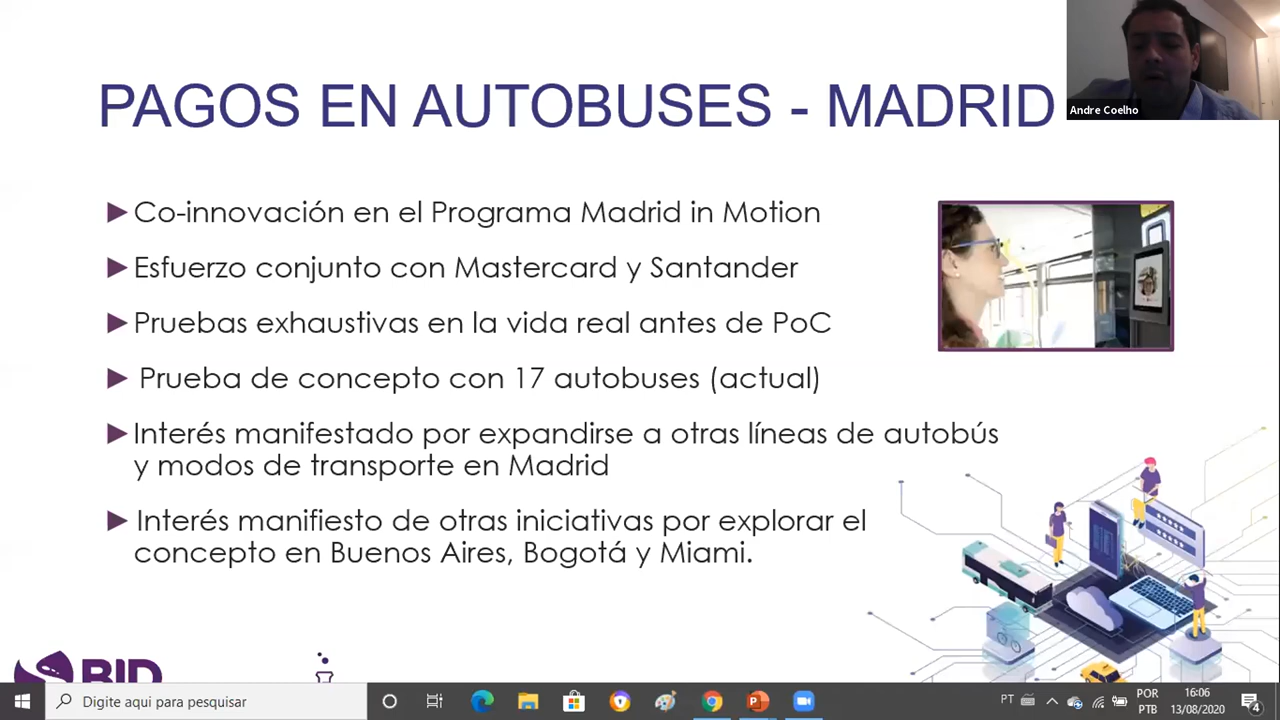 PAGOS EN AUTOBUSES - MADRID
Andre Coelho
►Co-innovación en el Programa Madrid in Motion
►Esfuerzo conjunto con Mastercard y Santander
►Pruebas exhaustivas en la vida real antes de PoC
► Prueba de concepto con 17 autobuses (actual)
►Interés manifestado por expandirse a otras líneas de autobús
y modos de transporte en Madrid
►Interés manifiesto de otras iniciativas por explorar el
concepto en Buenos Aires, Bogotá y Miami.
BID
Digite aqui para pesquisar
PT
POR
PTB
16:06
13/08/2020
4